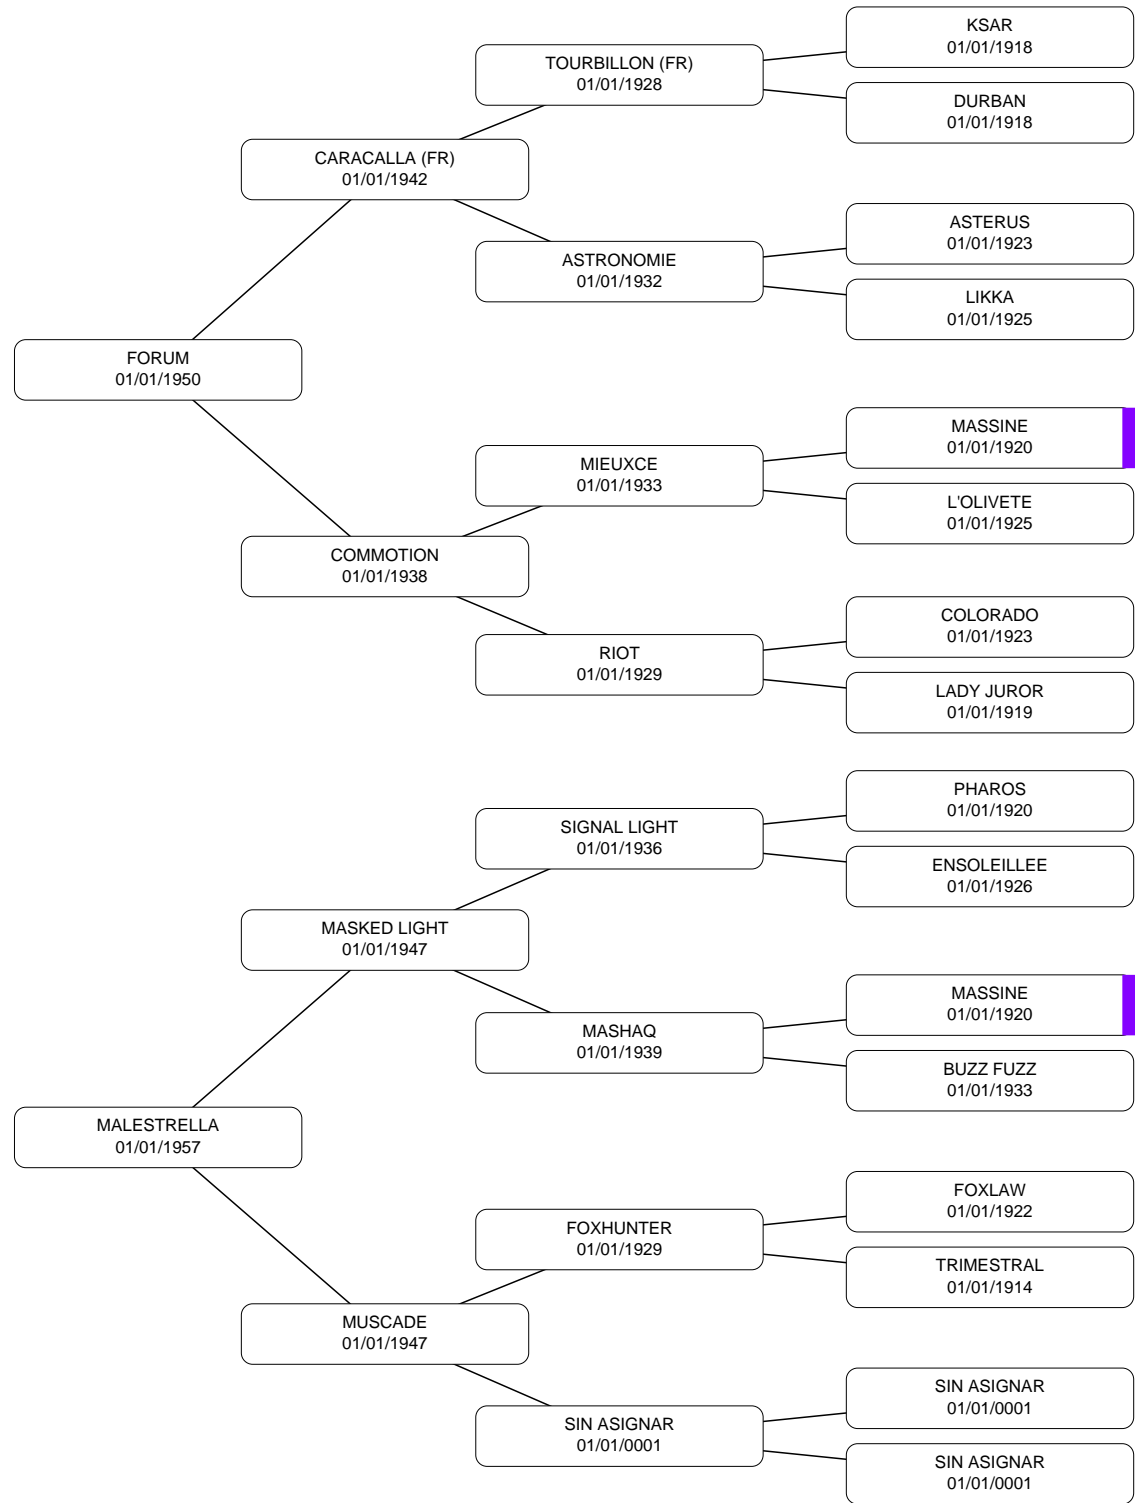 KSAR
01/01/1918
TOURBILLON (FR)
01/01/1928
DURBAN
01/01/1918
CARACALLA (FR)
01/01/1942
ASTERUS
01/01/1923
ASTRONOMIE
01/01/1932
LIKKA
01/01/1925
FORUM
01/01/1950
MASSINE
01/01/1920
MIEUXCE
01/01/1933
L'OLIVETE
01/01/1925
COMMOTION
01/01/1938
COLORADO
01/01/1923
RIOT
01/01/1929
LADY JUROR
01/01/1919
PHAROS
01/01/1920
SIGNAL LIGHT
01/01/1936
ENSOLEILLEE
01/01/1926
MASKED LIGHT
01/01/1947
MASSINE
01/01/1920
MASHAQ
01/01/1939
BUZZ FUZZ
01/01/1933
MALESTRELLA
01/01/1957
FOXLAW
01/01/1922
FOXHUNTER
01/01/1929
TRIMESTRAL
01/01/1914
MUSCADE
01/01/1947
SIN ASIGNAR
01/01/0001
SIN ASIGNAR
01/01/0001
SIN ASIGNAR
01/01/0001